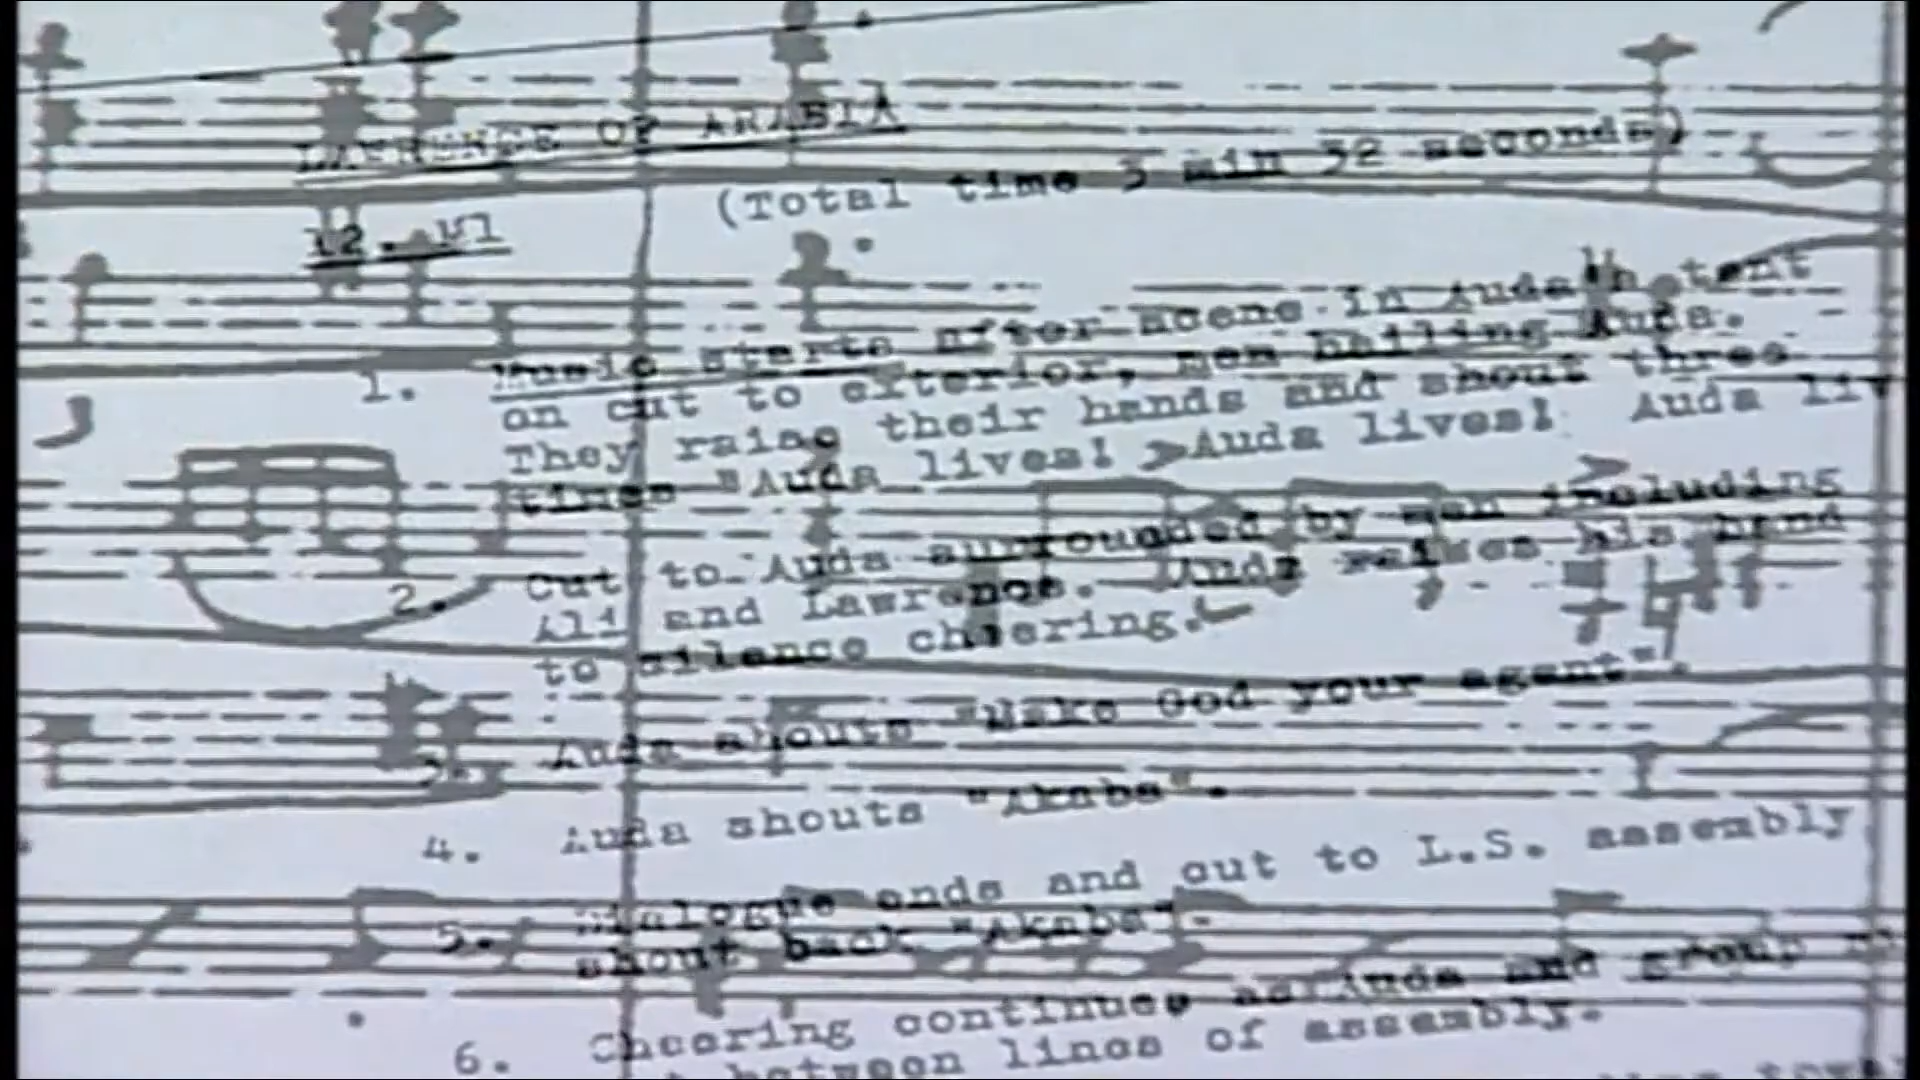 LAWRENCE OF ARABIA
(Total time 3 min 32 seconds)
12. M1
1. Music starts after scene in Auda's tent
on cut to exterior, men hailing Auda.
They raise their hands and shout three
times "Auda lives! Auda lives! Auda liv
2. Cut to Auda surrounded by men including
Ali and Lawrence. Auda raises his hand
to silence cheering.
3. Auda shouts "Make God your agent".
4. Auda shouts "Akaba".
5. Dialogue ends and cut to L.S. assembly
shout back "Akaba".
6. Cheering continues as Auda and group
between lines of assembly.